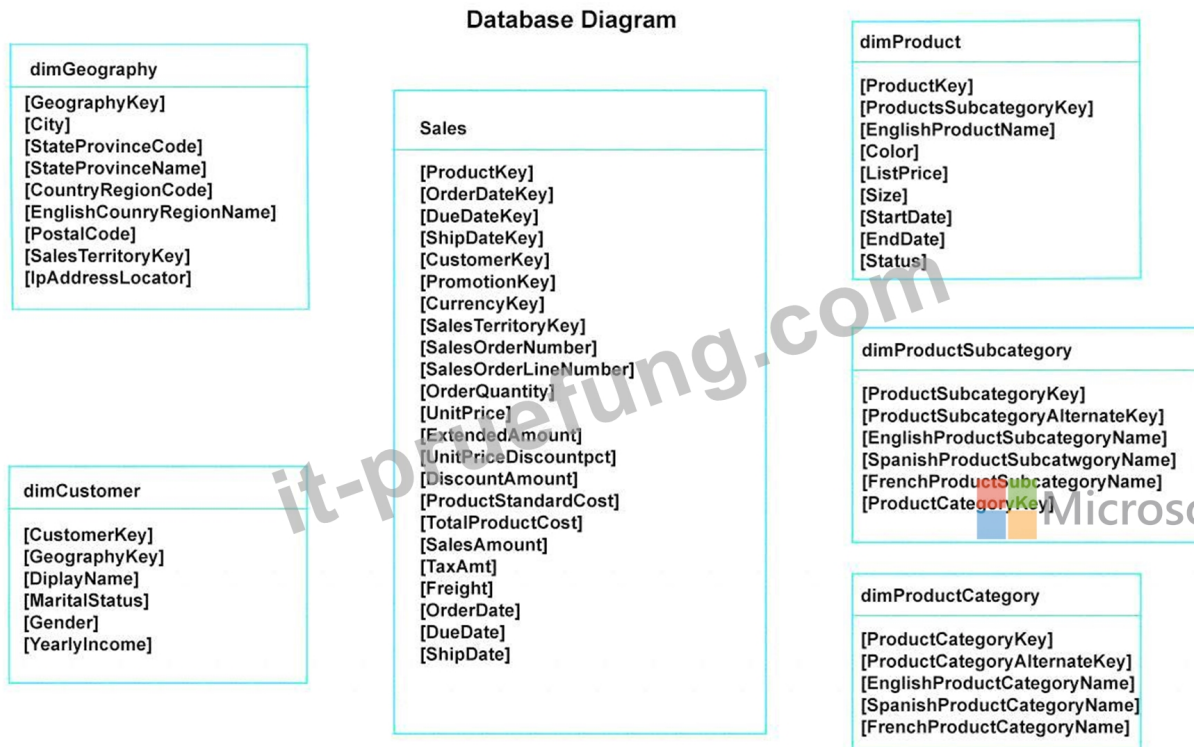 Database Diagram
dimGeography
[GeographyKey]
[City]
[StateProvinceCode]
[StateProvinceName]
[CountryRegionCode]
[EnglishCounryRegionName]
[PostalCode]
[SalesTerritoryKey]
[IpAddressLocator]
dimCustomer
[CustomerKey]
[GeographyKey]
[DiplayName]
[MaritalStatus]
[Gender]
[YearlyIncome]
Sales
[ProductKey]
[OrderDateKey]
[DueDateKey]
[ShipDateKey]
[CustomerKey]
[PromotionKey]
[CurrencyKey]
[SalesTerritoryKey]
[SalesOrderNumber]
[SalesOrderLineNumber]
[OrderQuantity]
[UnitPrice]
[ExtendedAmount]
[UnitPriceDiscountpct]
[DiscountAmount]
[ProductStandardCost]
[TotalProductCost]
[SalesAmount]
[TaxAmt]
[Freight]
[OrderDate]
[DueDate]
[ShipDate]
dimProduct
[ProductKey]
[ProductsSubcategoryKey]
[EnglishProductName]
[Color]
[ListPrice]
[Size]
[StartDate]
[EndDate]
[Status]
dimProductSubcategory
[ProductSubcategoryKey]
[ProductSubcategoryAlternateKey]
[EnglishProductSubcategoryName]
[SpanishProductSubcatwgoryName]
[FrenchProductSubcategoryName]
[ProductCategoryKey]
dimProductCategory
[ProductCategoryKey]
[ProductCategoryAlternateKey]
[EnglishProductCategoryName]
[SpanishProductCategoryName]
[FrenchProductCategoryName]
it-pruefung.com
Microsc